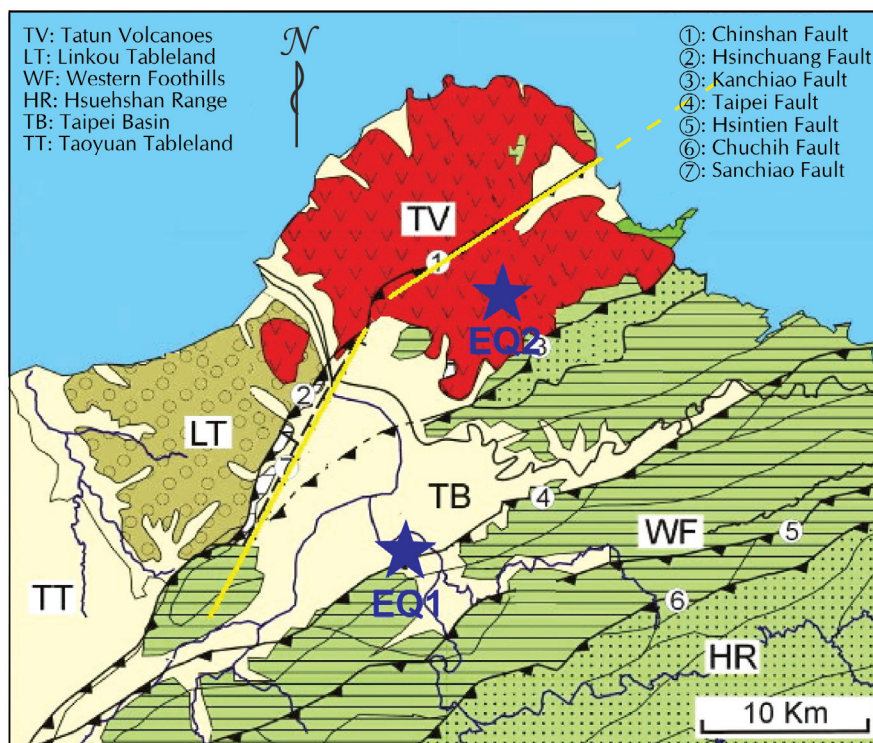 TV: Tatun Volcanoes
LT: Linkou Tableland
WF: Western Foothills
HR: Hsuehshan Range
TB: Taipei Basin
TT: Taoyuan Tableland
N
①: Chinshan Fault
②: Hsinchuang Fault
③: Kanchiao Fault
④: Taipei Fault
⑤: Hsintien Fault
⑥: Chuchih Fault
⑦: Sanchiao Fault
TV
1
EQ2
3
2
LT
7
TB
4
WF
5
EQ1
TT
6
HR
10 Km